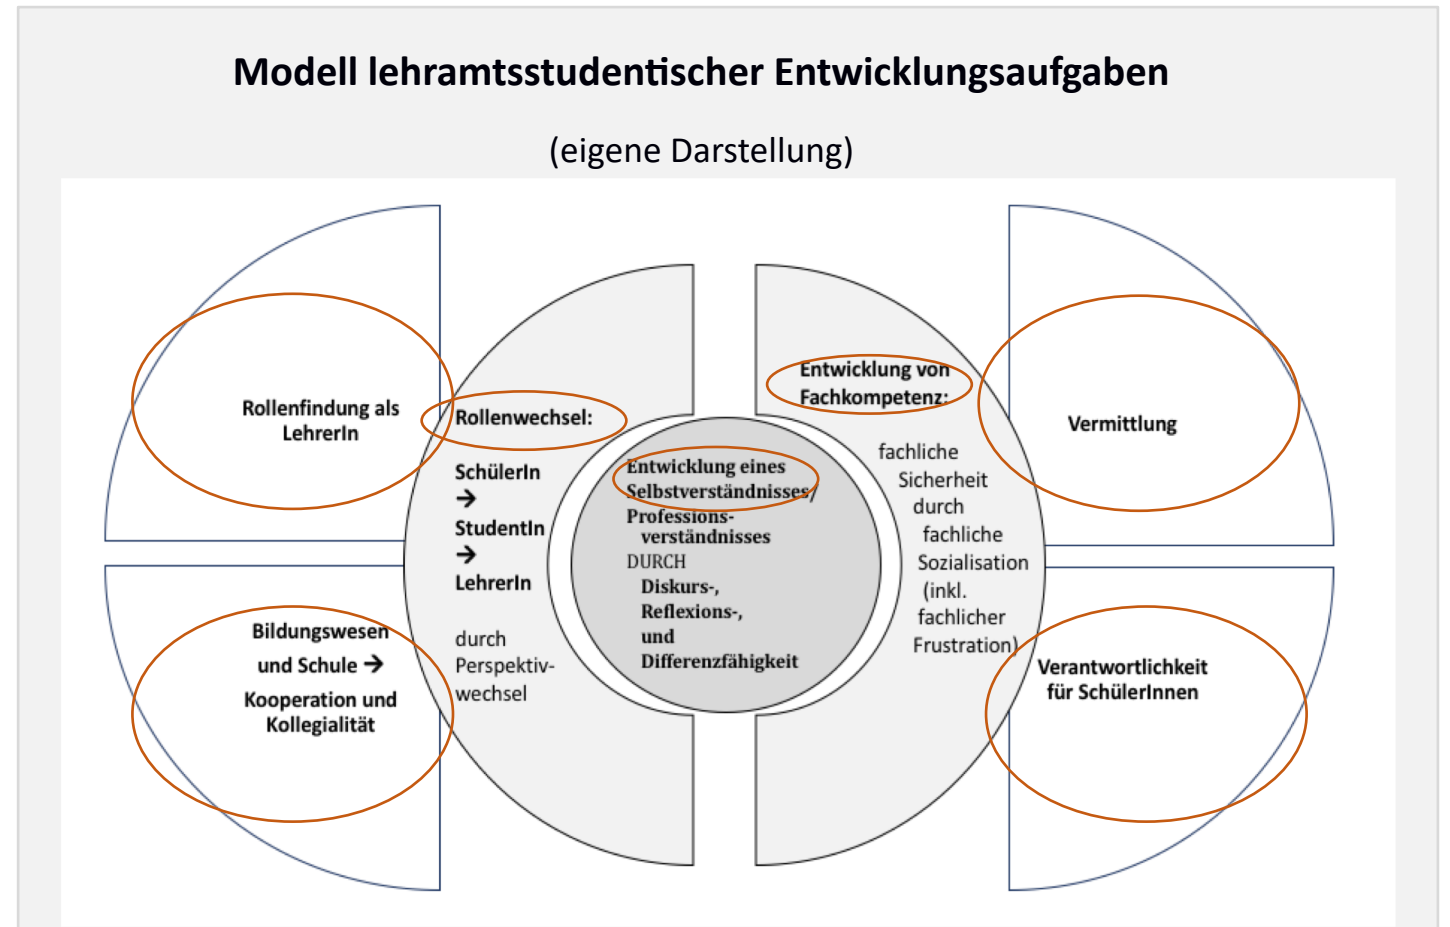 Modell lehramtsstudentischer Entwicklungsaufgaben
(eigene Darstellung)
Rollenfindung als
LehrerIn
Bildungswesen
und Schule →
Kooperation und
Kollegialität
Rollenwechsel:
SchülerIn
→
StudentIn
→
LehrerIn
durch
Perspektiv-
wechsel
Entwicklung eines
Selbstverständnisses/
Professions-
verständnisses
DURCH
Diskurs-,
Reflexions-,
und
Differenzfähigkeit
Entwicklung von
Fachkompetenz:
fachliche
Sicherheit
durch
fachliche
Sozialisation
(inkl.
fachlicher
Frustration)
Vermittlung
Verantwortlichkeit
für SchülerInnen